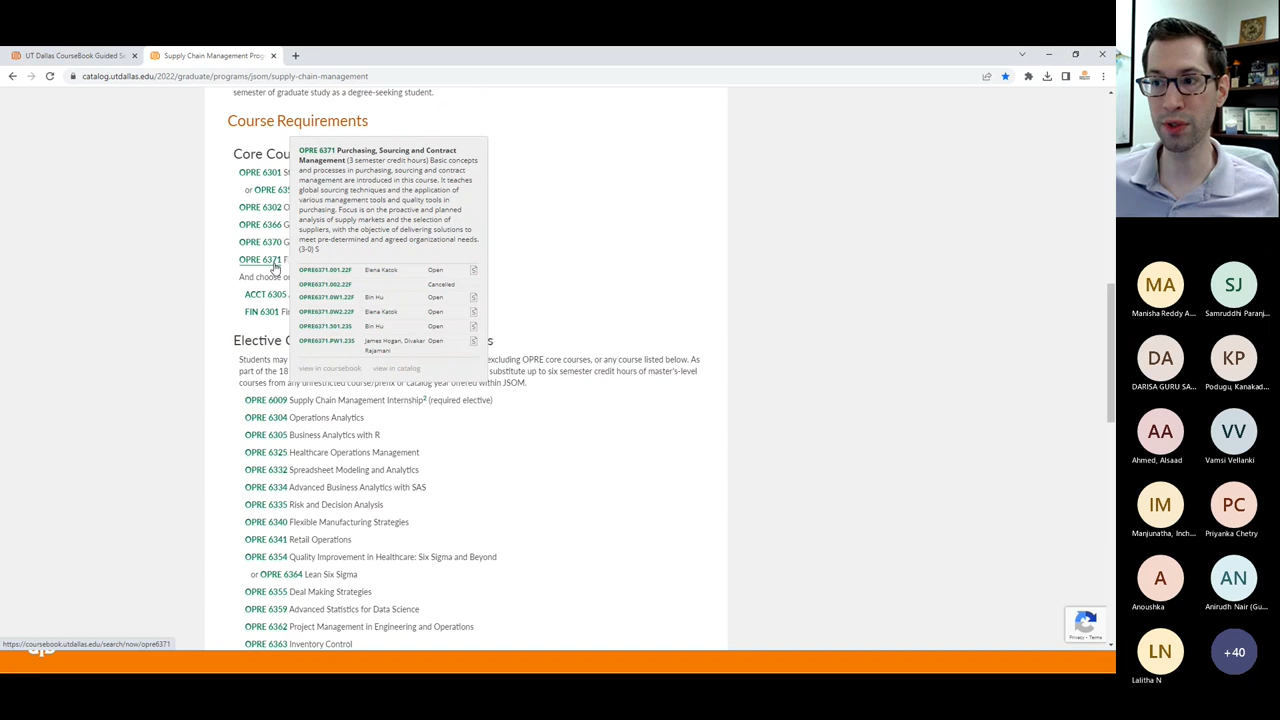 UT Dallas CourseBook Guided Se
Supply Chain Management Prog
catalog.utdallas.edu/2022/graduate/programs/jsom/supply-chain-management
semester of graduate study as a degree-seeking student.
Course Requirements
Core Cou
OPRE 6301 St
or OPRE 635
OPRE 6302 O
OPRE 6366 G
OPRE 6370 G
OPRE 6371 F
And choose on
ACCT 6305
FIN 6301 Fi
OPRE 6371 Purchasing, Sourcing and Contract
Management (3 semester credit hours) Basic concepts
and processes in purchasing, sourcing and contract
management are introduced in this course. It teaches
global sourcing techniques and the application of
various management tools and quality tools in
purchasing. Focus is on the proactive and planned
analysis of supply markets and the selection of
suppliers, with the objective of delivering solutions to
meet pre-determined and agreed organizational needs.
(3-0) S
OPRE6371.001.22F Elena Katok Open
OPRE6371.002.22F Cancelled
OPRE6371.0W1.22F Bin Hu Open
OPRE6371.0W2.22F Elena Katok Open
OPRE6371.501.23S Bin Hu Open
OPRE6371.PW1.23S James Hogan, Divakar Open
Rajamani
view in coursebook view in catalog
Elective C s
Students may excluding OPRE core courses, or any course listed below. As
part of the 18 substitute up to six semester credit hours of master's-level
courses from any unrestricted course/prefix or catalog year offered within JSOM.
OPRE 6009 Supply Chain Management Internship2 (required elective)
OPRE 6304 Operations Analytics
OPRE 6305 Business Analytics with R
OPRE 6325 Healthcare Operations Management
OPRE 6332 Spreadsheet Modeling and Analytics
OPRE 6334 Advanced Business Analytics with SAS
OPRE 6335 Risk and Decision Analysis
OPRE 6340 Flexible Manufacturing Strategies
OPRE 6341 Retail Operations
OPRE 6354 Quality Improvement in Healthcare: Six Sigma and Beyond
or OPRE 6364 Lean Six Sigma
OPRE 6355 Deal Making Strategies
OPRE 6359 Advanced Statistics for Data Science
OPRE 6362 Project Management in Engineering and Operations
OPRE 6363 Inventory Control
https://coursebook.utdallas.edu/search/now/opre6371
Privacy - Terms
MA
Manisha Reddy A...
SJ
Samruddhi Paranj...
DA
DARISA GURU SA...
KP
Podugu, Kanakad...
AA
Ahmed, Alsaad
VV
Vamsi Vellanki
IM
Manjunatha, Inch...
PC
Priyanka Chetry
A
Anoushka
AN
Anirudh Nair (Gu...
LN
Lalitha N
+40